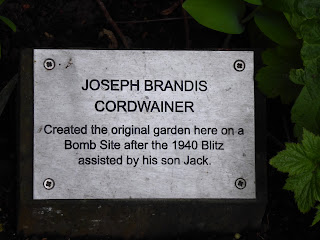 JOSEPH BRANDIS
CORDWAINER
Created the original garden here on a
Bomb Site after the 1940 Blitz
assisted by his son Jack.